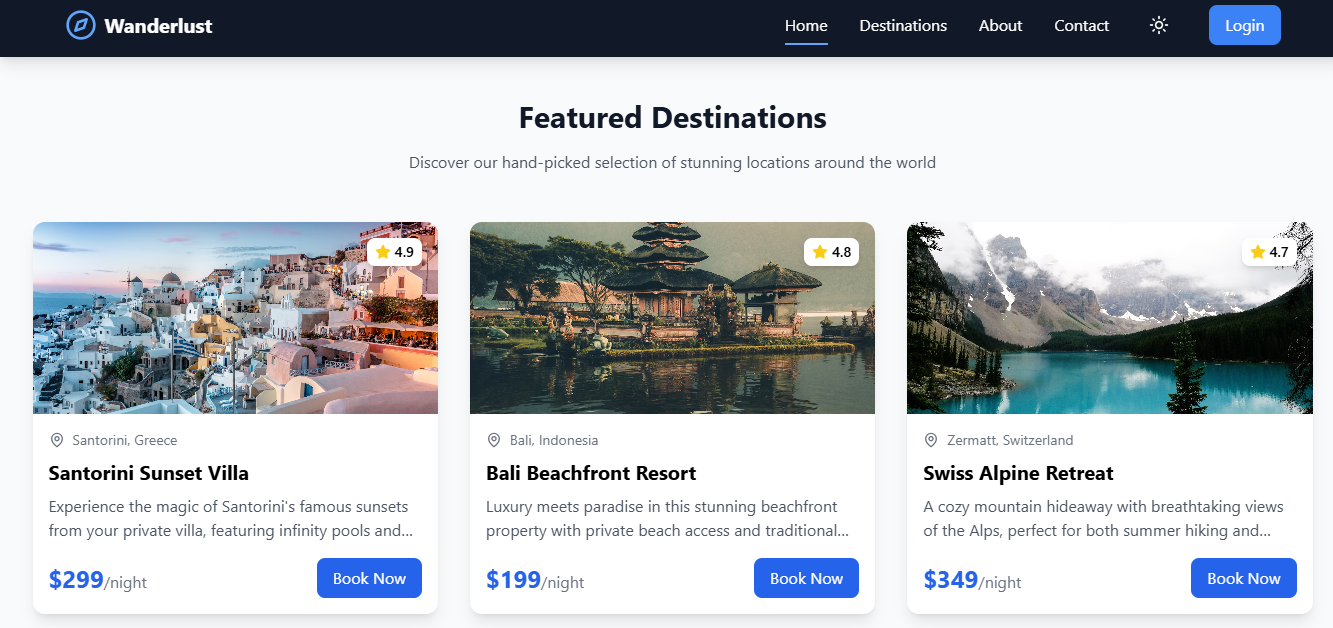 Wanderlust
Home Destinations About Contact Login
Featured Destinations
Discover our hand-picked selection of stunning locations around the world
4.9
Santorini, Greece
Santorini Sunset Villa
Experience the magic of Santorini's famous sunsets
from your private villa, featuring infinity pools and...
$299/night
Book Now
4.8
Bali, Indonesia
Bali Beachfront Resort
Luxury meets paradise in this stunning beachfront
property with private beach access and traditional...
$199/night
Book Now
4.7
Zermatt, Switzerland
Swiss Alpine Retreat
A cozy mountain hideaway with breathtaking views
of the Alps, perfect for both summer hiking and...
$349/night
Book Now